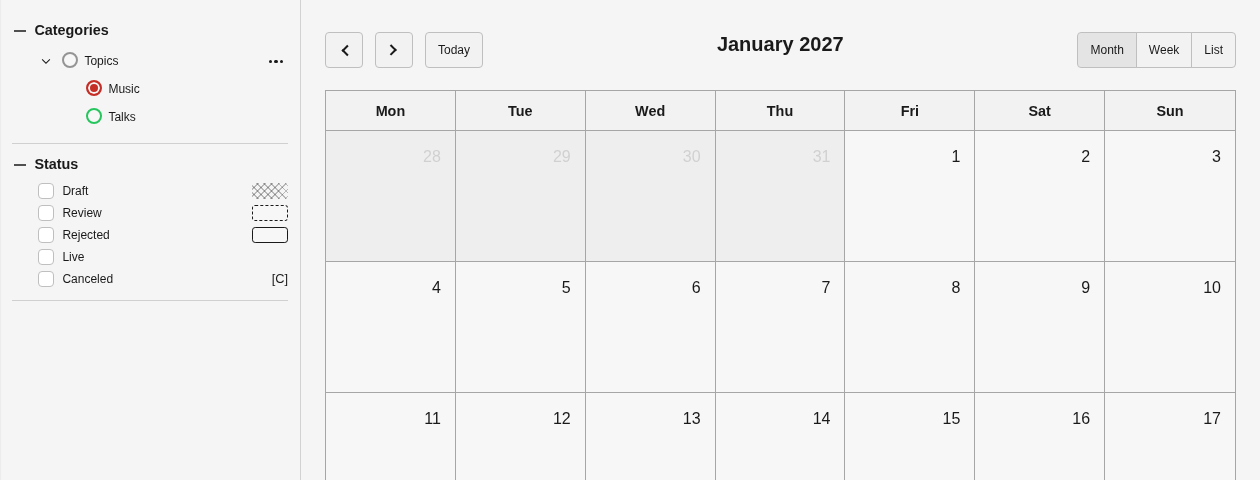 Categories
Topics
Music
Talks
Status
Draft
Review
Rejected
Live
Canceled [C]
Today
January 2027
Month Week List
Mon Tue Wed Thu Fri Sat Sun
28 29 30 31 1 2 3
4 5 6 7 8 9 10
11 12 13 14 15 16 17